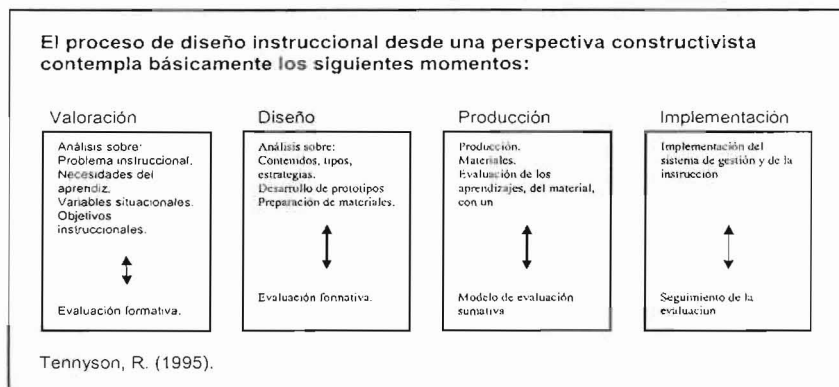 El proceso de diseño instruccional desde una perspectiva constructivista
contempla básicamente los siguientes momentos:
Valoración
Análisis sobre:
Problema instruccional.
Necesidades del
aprendiz.
Variables situacionales.
Objetivos
instruccionales.
Evaluación formativa.
Diseño
Análisis sobre:
Contenidos, tipos,
estrategias.
Desarrollo de prototipos
Preparación de materiales.
Evaluación formativa.
Producción
Producción.
Materiales.
Evaluación de los
aprendizajes, del material,
con un
Modelo de evaluación
sumativa
Implementación
Implementación del
sistema de gestión y de la
instrucción
Seguimiento de la
evaluación
Tennyson, R. (1995).